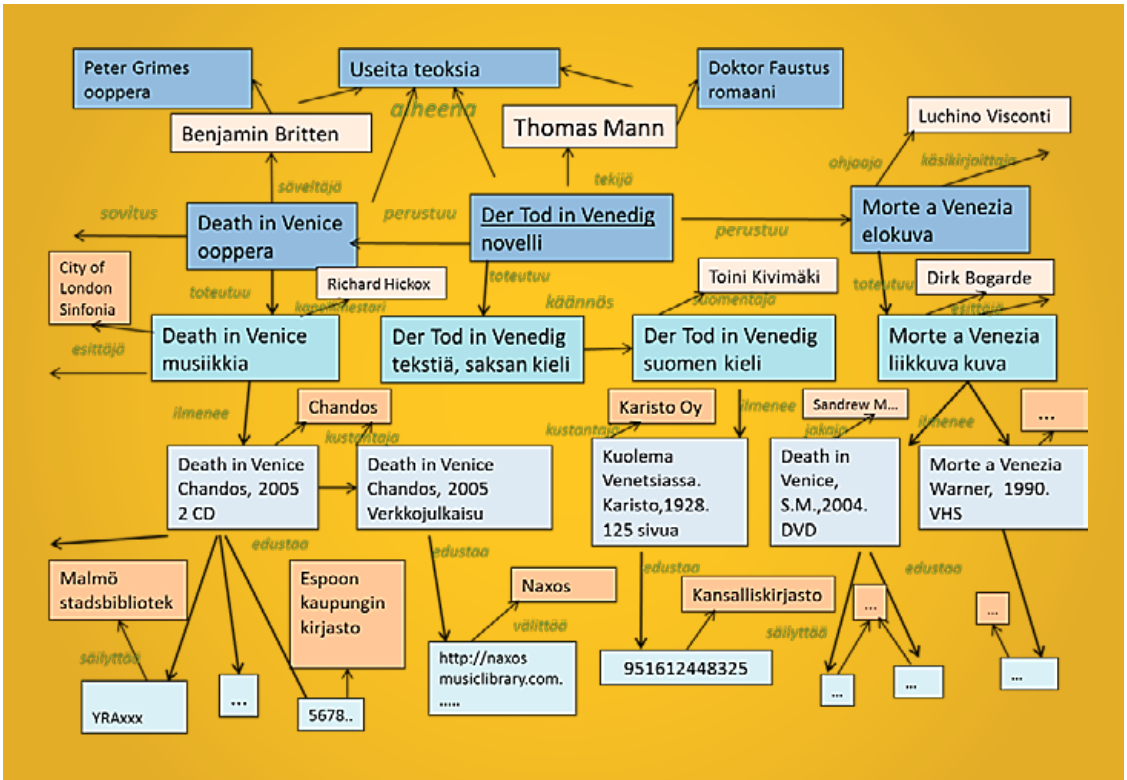 Peter Grimes
ooppera
Useita teoksia
Doktor Faustus
romaani
aiheena
Benjamin Britten
Thomas Mann
Luchino Visconti
ohjaaja
käsikirjoittaja
säveltäjä
tekijä
sovitus
Death in Venice
ooppera
perustuu
Der Tod in Venedig
novelli
perustuu
Morte a Venezia
elokuva
City of
London
Sinfonia
toteutuu
Richard Hickox
kapellimestari
toteutuu
käännös
Toini Kivimäki
suomentaja
toteutuu
Dirk Bogarde
esittäjä
esittäjä
Death in Venice
musiikkia
Der Tod in Venedig
tekstiä, saksan kieli
Der Tod in Venedig
suomen kieli
Morte a Venezia
liikkuva kuva
ilmenee
Chandos
kustantaja
kustantaja
Karisto Oy
ilmenee
Sandrew M...
jakaja
ilmenee
...
Death in Venice
Chandos, 2005
2 CD
Death in Venice
Chandos, 2005
Verkkojulkaisu
Kuolema
Venetsiassa.
Karisto,1928.
125 sivua
Death in
Venice,
S.M.,2004.
DVD
Morte a Venezia
Warner, 1990.
VHS
edustaa
edustaa
edustaa
edustaa
Malmö
stadsbibliotek
Espoon
kaupungin
kirjasto
Naxos
välittää
Kansalliskirjasto
säilyttää
...
...
säilyttää
http://naxos
musiclibrary.com.
.....
951612448325
YRAxxx
...
5678..
...
...
...